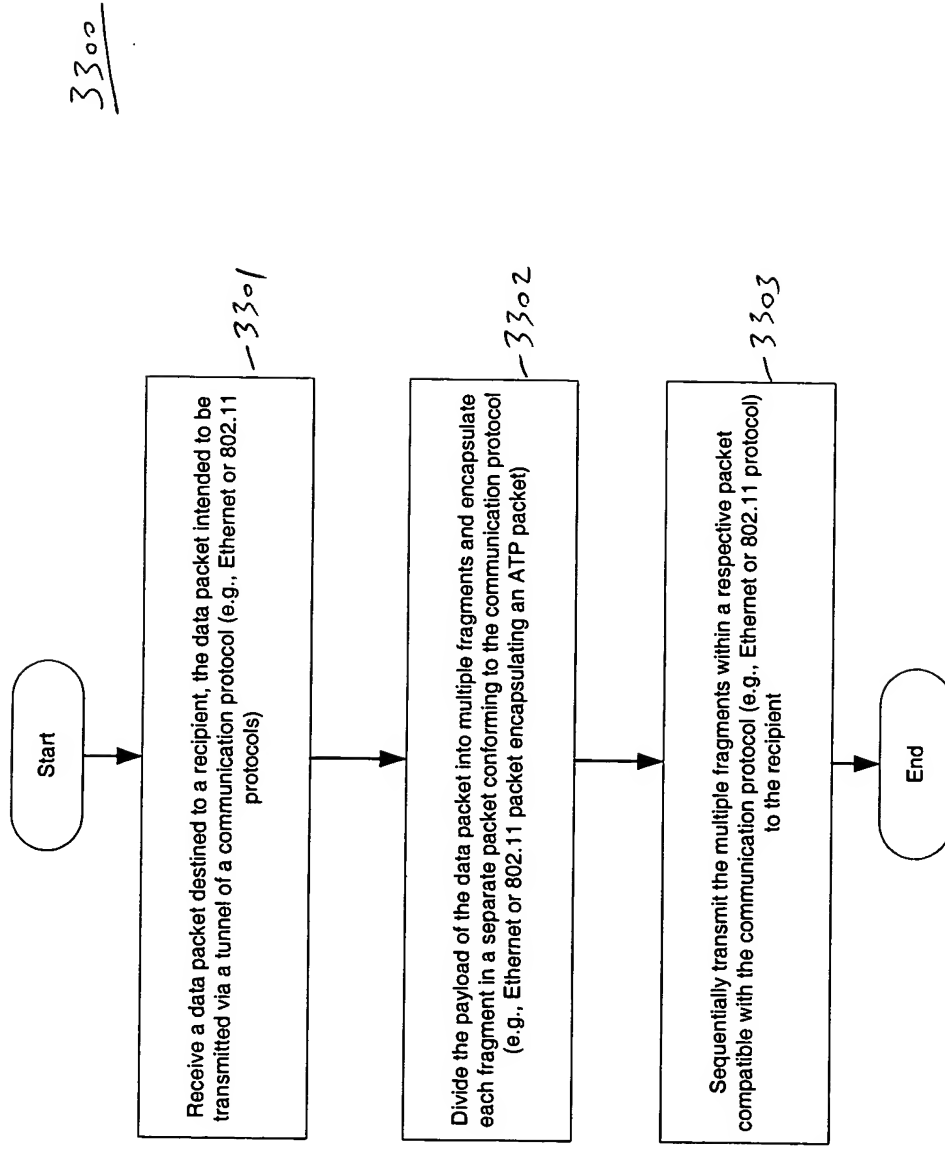 3300
Start
Receive a data packet destined to a recipient, the data packet intended to be
transmitted via a tunnel of a communication protocol (e.g., Ethernet or 802.11
protocols)
3301
Divide the payload of the data packet into multiple fragments and encapsulate
each fragment in a separate packet conforming to the communication protocol
(e.g., Ethernet or 802.11 packet encapsulating an ATP packet)
3302
Sequentially transmit the multiple fragments within a respective packet
compatible with the communication protocol (e.g., Ethernet or 802.11 protocol)
to the recipient
3303
End